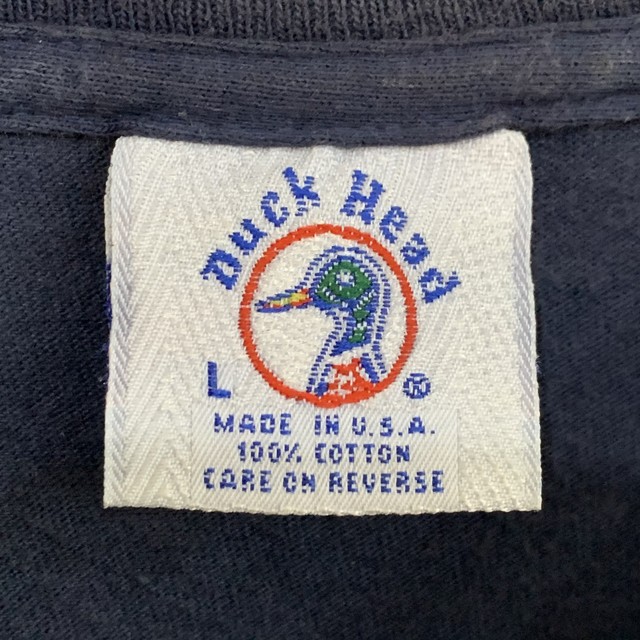 Duck Head
L ®
MADE IN U.S.A.
100% COTTON
CARE ON REVERSE